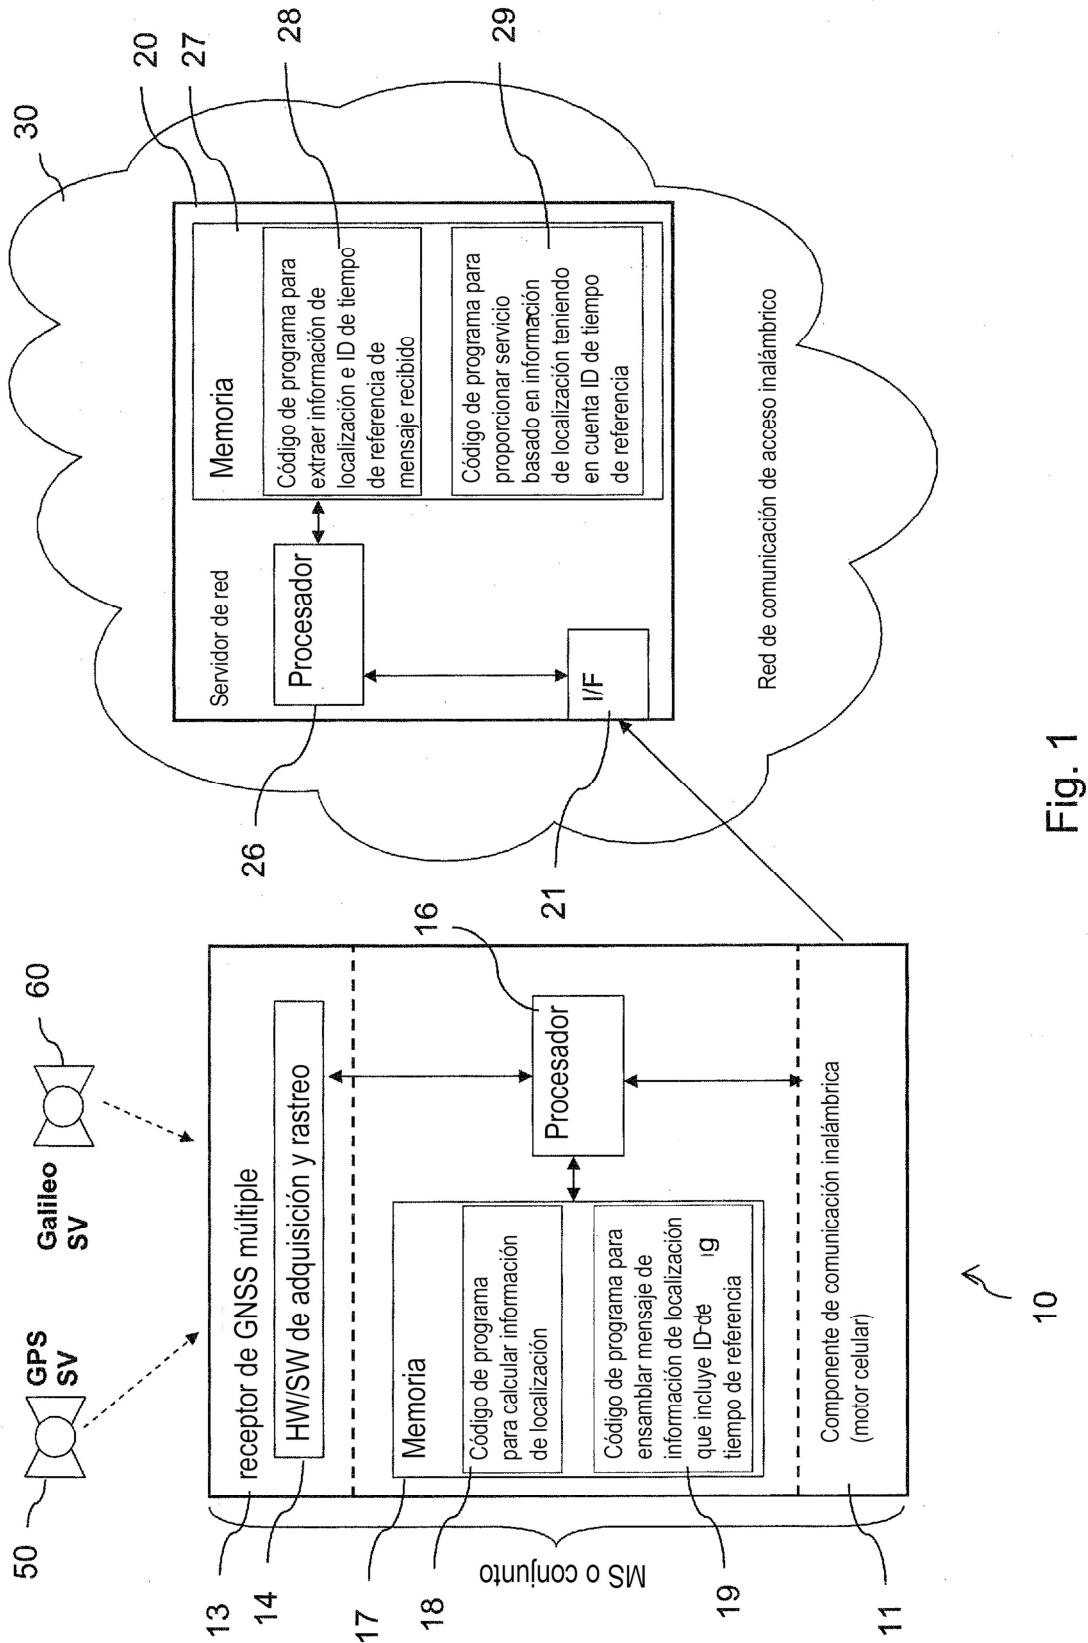 50
GPS
SV
Galileo
SV
60
13
14
17
18
19
11
MS o conjunto
receptor de GNSS múltiple
HW/SW de adquisición y rastreo
Memoria
Código de programa
para calcular información
de localización
Código de programa para
ensamblar mensaje de
información de localización
que incluye ID de
tiempo de referencia
ıg
Procesador
16
Componente de comunicación inalámbrica
(motor celular)
10
30
20
27
28
29
26
21
Servidor de red
Procesador
I/F
Memoria
Código de programa para
extraer información de
localización e ID de tiempo
de referencia de
mensaje recibido
Código de programa para
proporcionar servicio
basado en información
de localización teniendo
en cuenta ID de tiempo
de referencia
Red de comunicación de acceso inalámbrico
Fig. 1